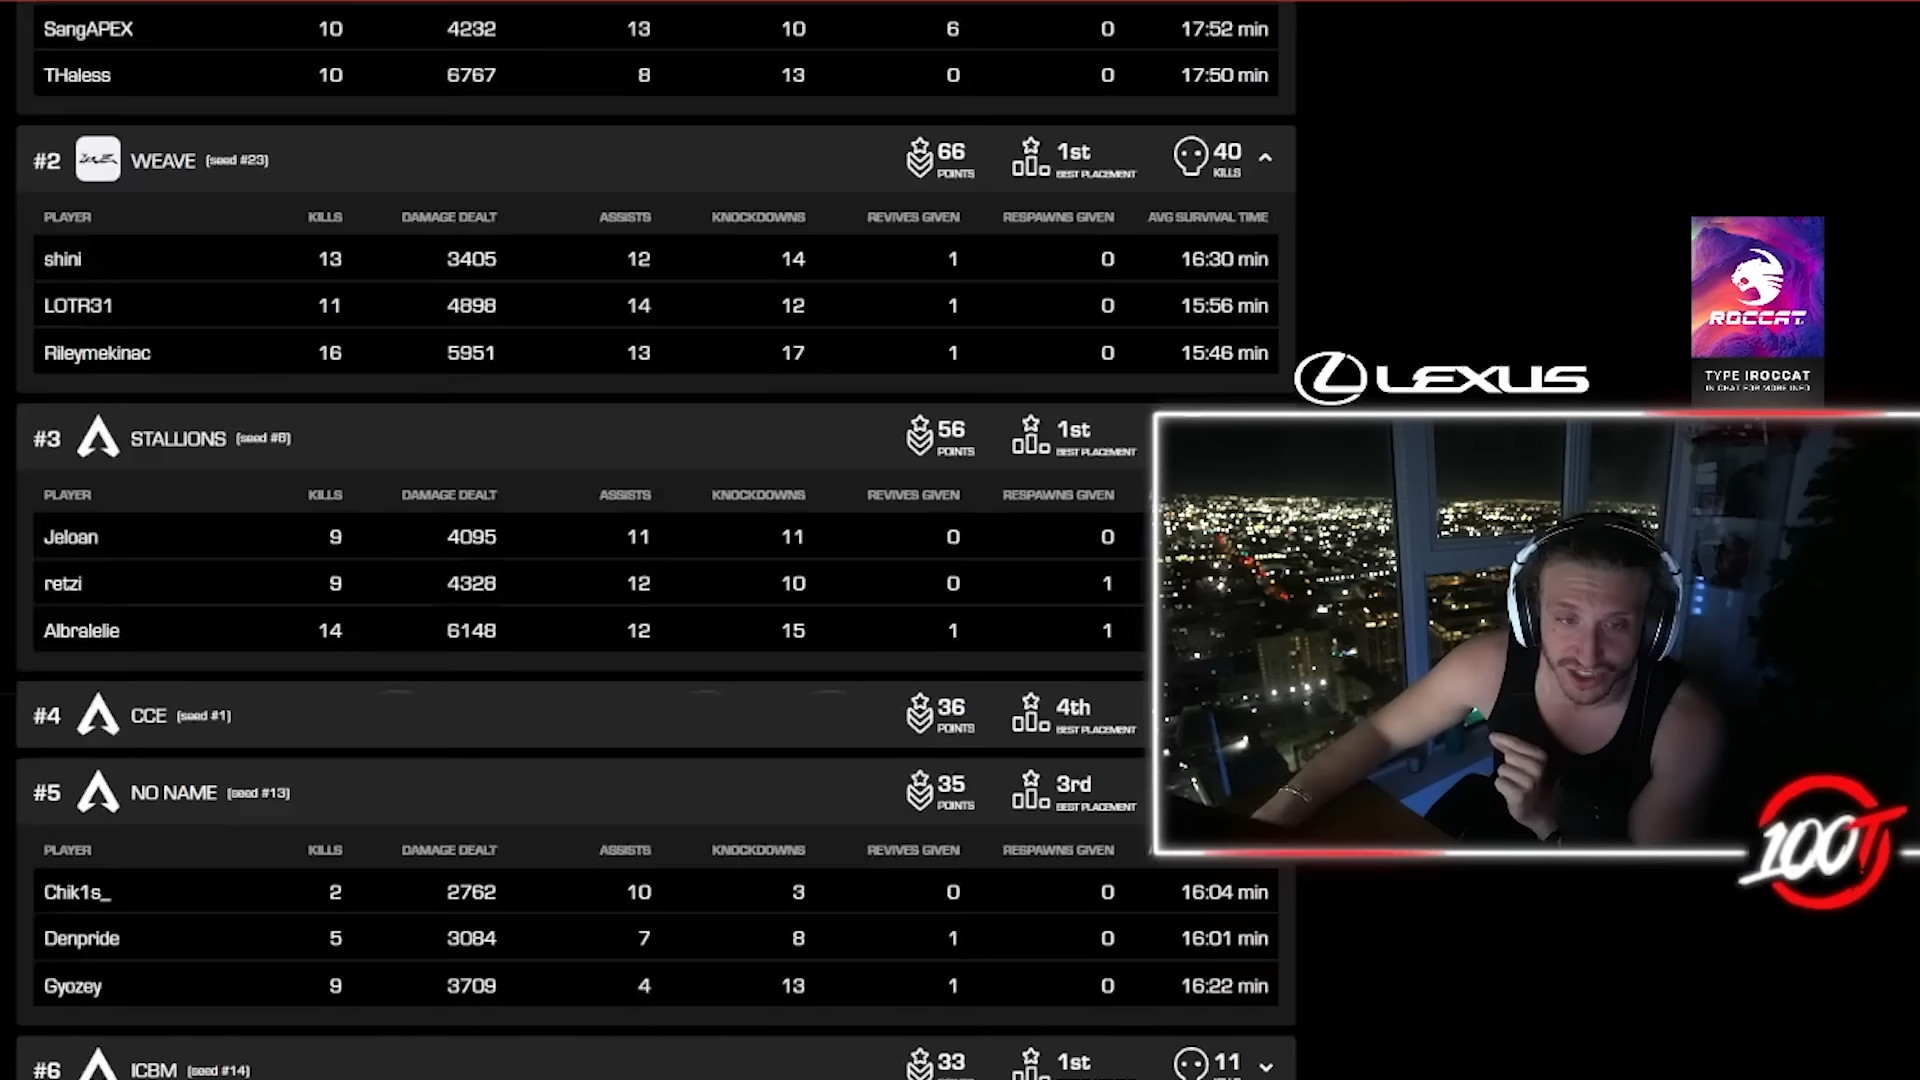 SangAPEX 10 4232 13 10 6 0 17:52 min
THaless 10 6767 8 13 0 0 17:50 min
#2 WEAVE (seed #23) 66 POINTS 1st BEST PLACEMENT 40 KILLS
PLAYER KILLS DAMAGE DEALT ASSISTS KNOCKDOWNS REVIVES GIVEN RESPAWNS GIVEN AVG SURVIVAL TIME
shini 13 3405 12 14 1 0 16:30 min
LOTR31 11 4898 14 12 1 0 15:56 min
Rileymekinac 16 5951 13 17 1 0 15:46 min
ROCCAT
TYPE !ROCCAT
IN CHAT FOR MORE INFO
LEXUS
#3 STALLIONS (seed #8) 56 POINTS 1st BEST PLACEMENT
PLAYER KILLS DAMAGE DEALT ASSISTS KNOCKDOWNS REVIVES GIVEN RESPAWNS GIVEN
Jeloan 9 4095 11 11 0 0
retzi 9 4328 12 10 0 1
Albralelie 14 6148 12 15 1 1
#4 CCE (seed #1) 36 POINTS 4th BEST PLACEMENT
#5 NO NAME (seed #13) 35 POINTS 3rd BEST PLACEMENT
PLAYER KILLS DAMAGE DEALT ASSISTS KNOCKDOWNS REVIVES GIVEN RESPAWNS GIVEN
Chik1s_ 2 2762 10 3 0 0 16:04 min
Denpride 5 3084 7 8 1 0 16:01 min
Gyozey 9 3709 4 13 1 0 16:22 min
100T
#6 ICBM (seed #14) 33 1st 11